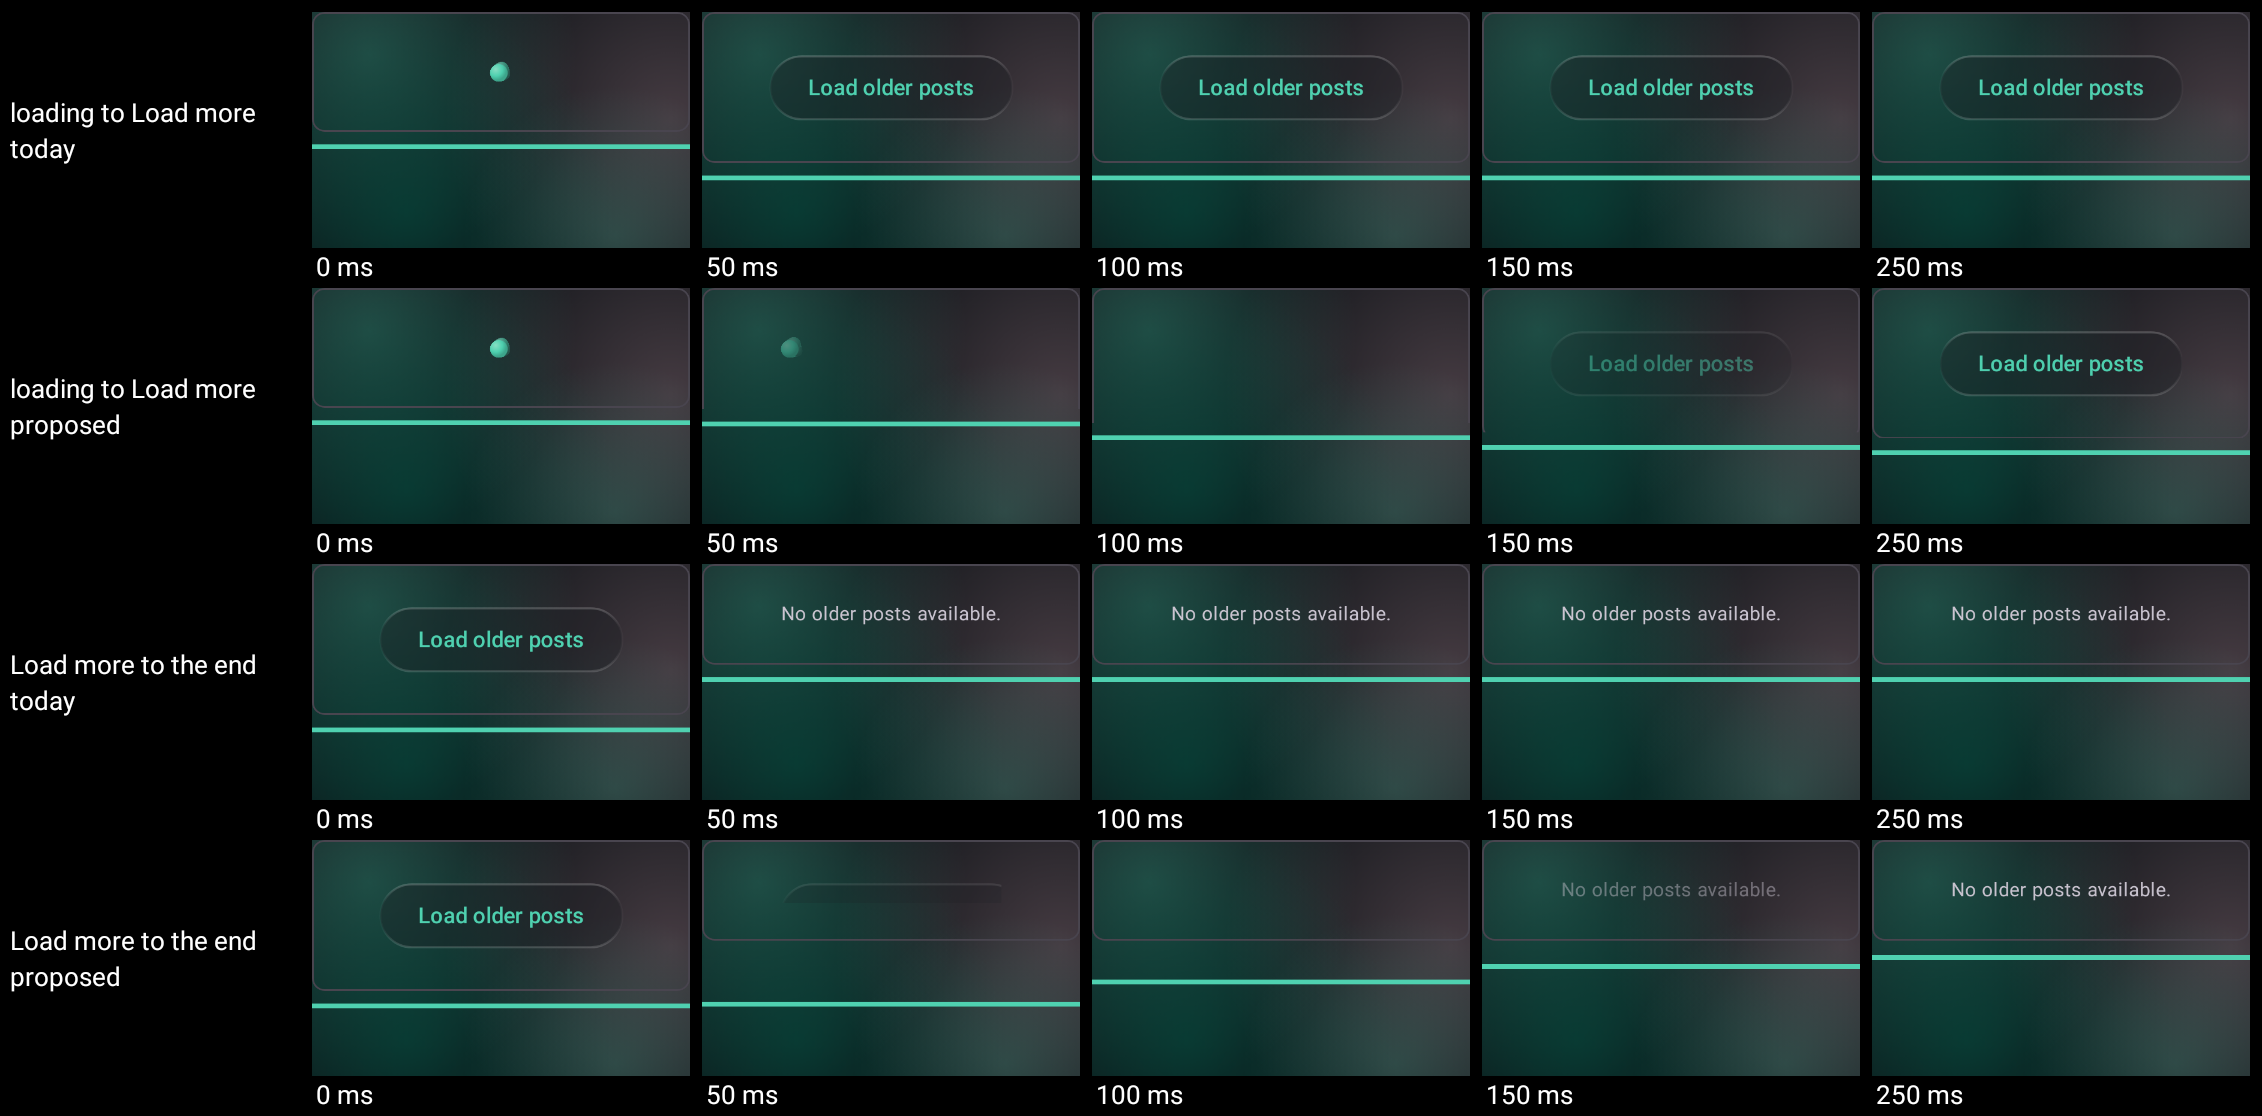 loading to Load more
today
Load older posts
Load older posts
Load older posts
Load older posts
0 ms
50 ms
100 ms
150 ms
250 ms
loading to Load more
proposed
Load older posts
Load older posts
0 ms
50 ms
100 ms
150 ms
250 ms
Load more to the end
today
Load older posts
No older posts available.
No older posts available.
No older posts available.
No older posts available.
0 ms
50 ms
100 ms
150 ms
250 ms
Load more to the end
proposed
Load older posts
No older posts available.
No older posts available.
0 ms
50 ms
100 ms
150 ms
250 ms